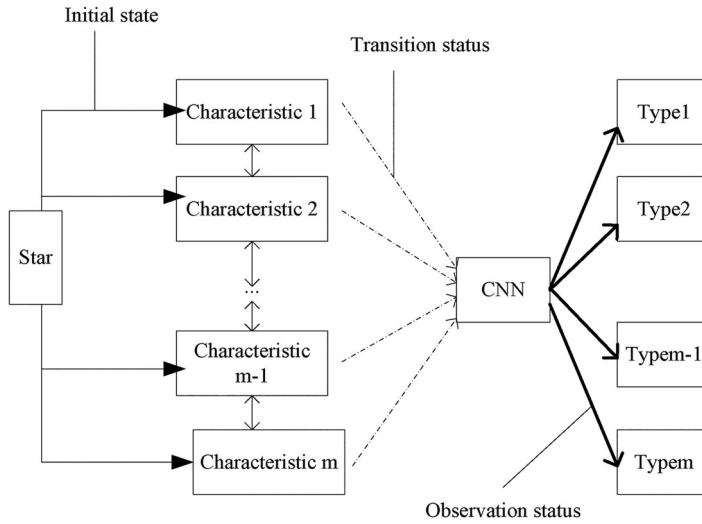 Initial state
Transition status
Characteristic 1
Type1
Characteristic 2
Type2
Star
CNN
...
Characteristic
m-1
Typem-1
Characteristic m
Typem
Observation status